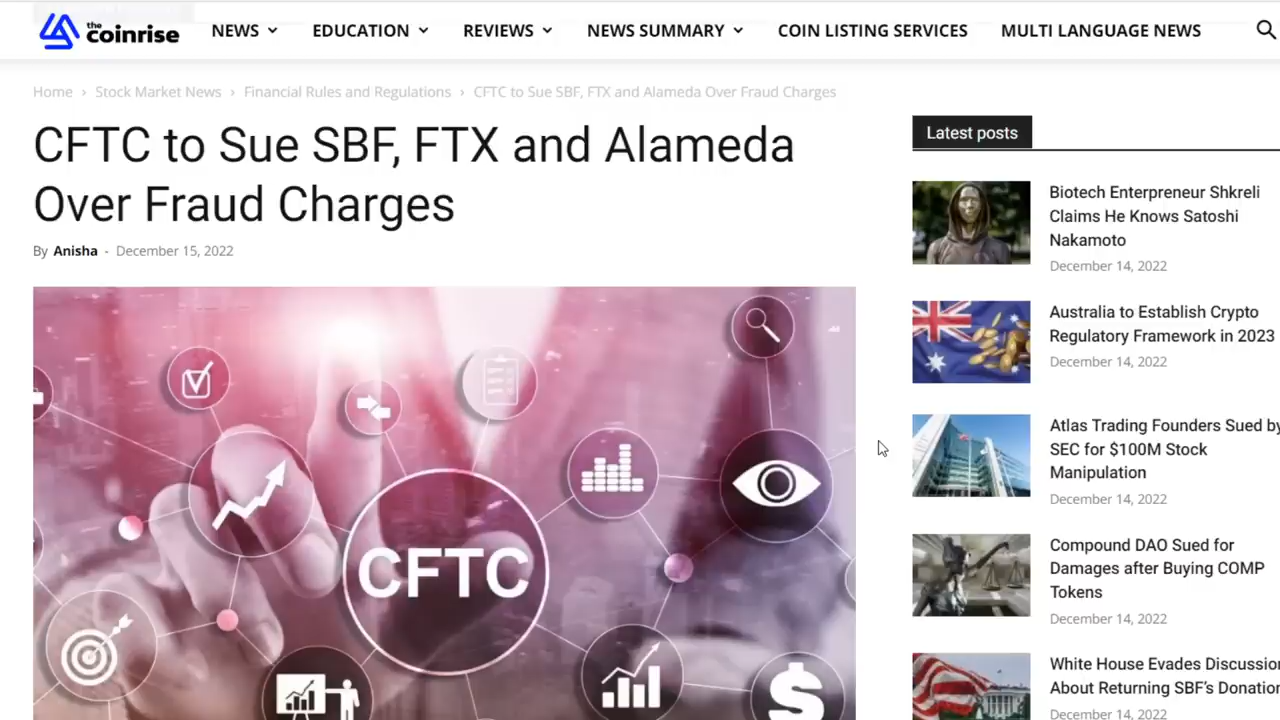 the
coinrise
NEWS
EDUCATION
REVIEWS
NEWS SUMMARY
COIN LISTING SERVICES
MULTI LANGUAGE NEWS
Home › Stock Market News › Financial Rules and Regulations › CFTC to Sue SBF, FTX and Alameda Over Fraud Charges
CFTC to Sue SBF, FTX and Alameda
Over Fraud Charges
By Anisha - December 15, 2022
CFTC
Latest posts
Biotech Enterpreneur Shkreli
Claims He Knows Satoshi
Nakamoto
December 14, 2022
Australia to Establish Crypto
Regulatory Framework in 2023
December 14, 2022
Atlas Trading Founders Sued by
SEC for $100M Stock
Manipulation
December 14, 2022
Compound DAO Sued for
Damages after Buying COMP
Tokens
December 14, 2022
White House Evades Discussion
About Returning SBF's Donation
December 14, 2022